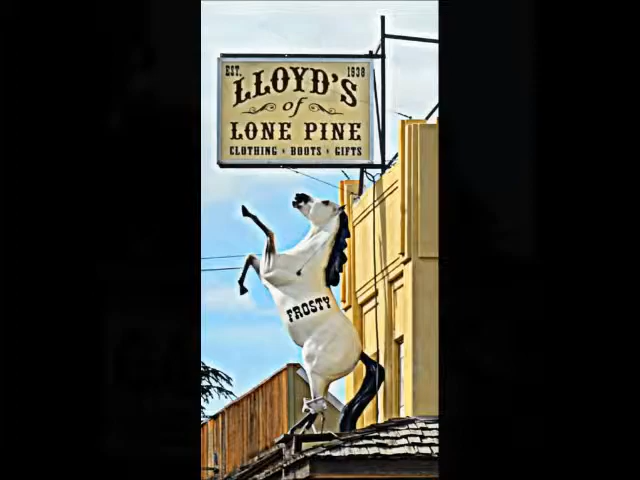 EST. 1938
LLOYD'S
of
LONE PINE
CLOTHING • BOOTS • GIFTS
FROSTY